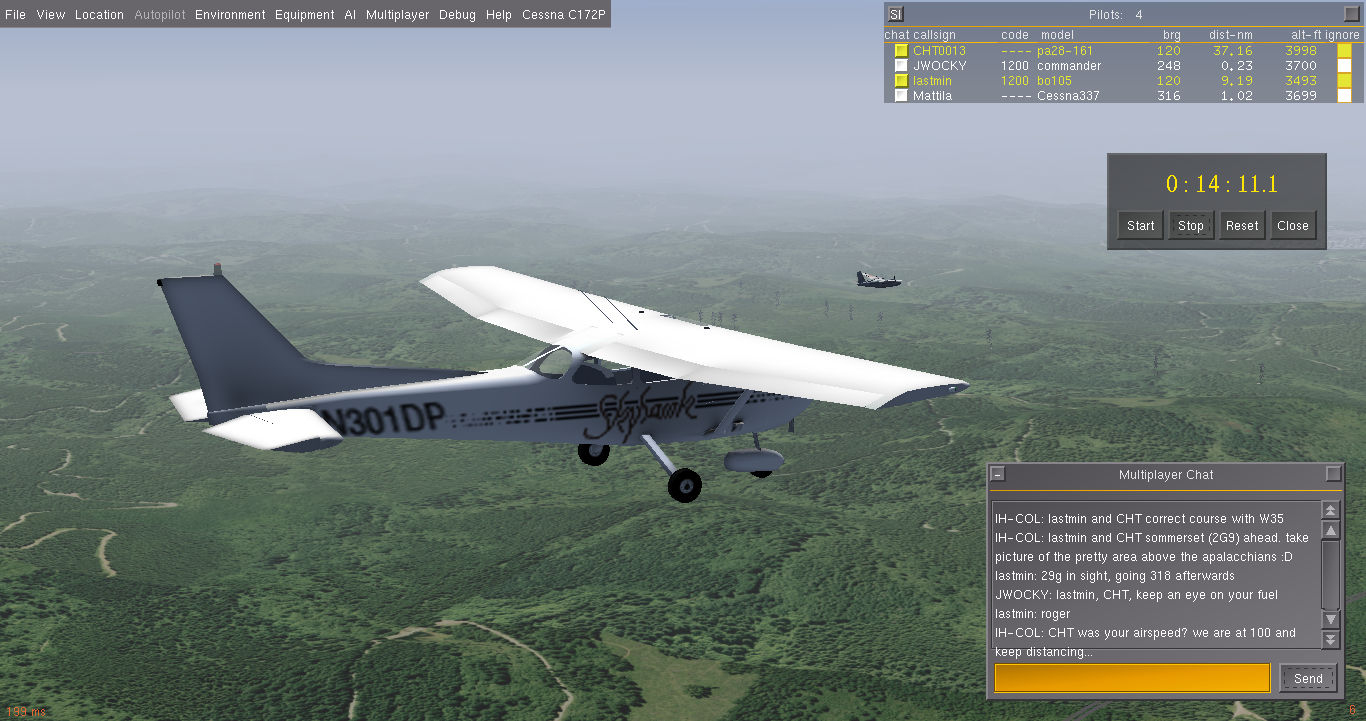 File View Location Autopilot Environment Equipment AI Multiplayer Debug Help Cessna C172P
SI Pilots: 4
chat callsign code model brg dist-nm alt-ft ignore
CHT0013 ---- pa28-161 120 37.16 3998
JWOCKY 1200 commander 248 0.23 3700
lastmin 1200 bo105 120 9.19 3493
Mattila ---- Cessna337 316 1.02 3699
0:14:11.1
Start Stop Reset Close
N301DP
Skyhawk
- Multiplayer Chat
IH-COL: lastmin and CHT correct course with W35
IH-COL: lastmin and CHT sommerset (2G9) ahead. take
picture of the pretty area above the apalacchians :D
lastmin: 29g in sight, going 318 afterwards
JWOCKY: lastmin, CHT, keep an eye on your fuel
lastmin: roger
IH-COL: CHT was your airspeed? we are at 100 and
keep distancing...
Send
ms
6